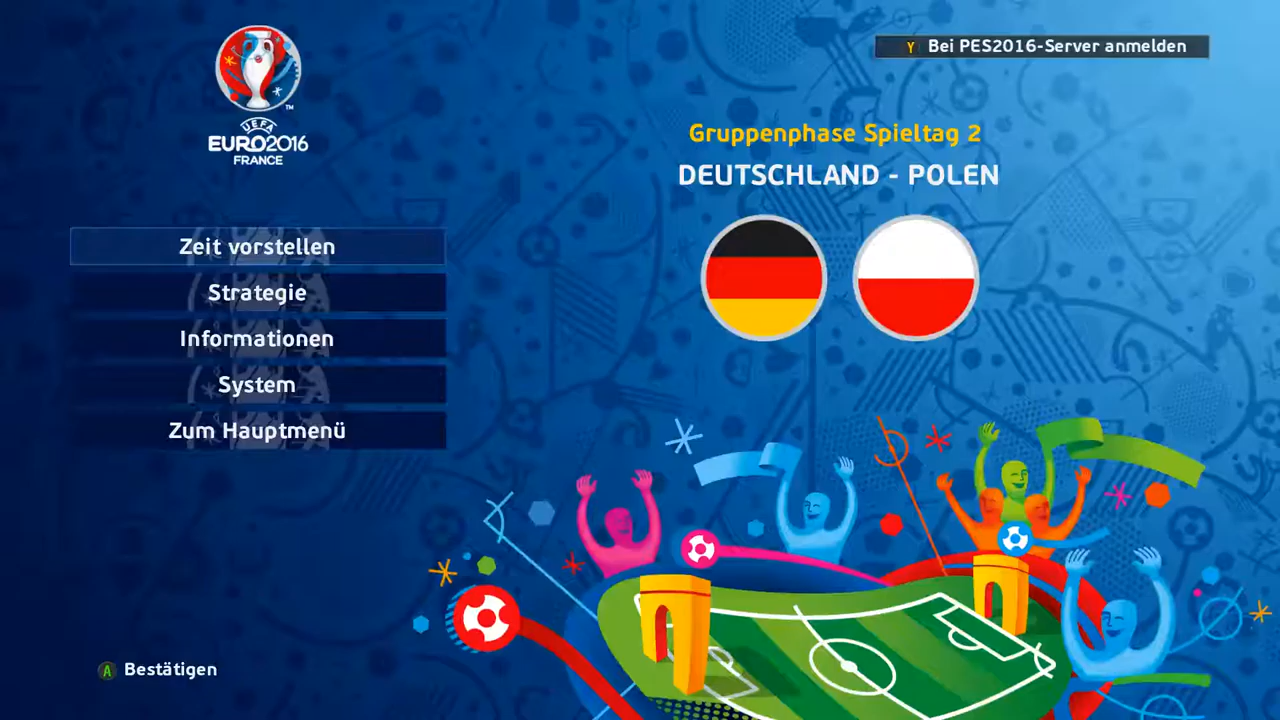 UEFA
EURO2016
FRANCE
TM
Y Bei PES2016-Server anmelden
Gruppenphase Spieltag 2
DEUTSCHLAND - POLEN
Zeit vorstellen
Strategie
Informationen
System
Zum Hauptmenü
A Bestätigen